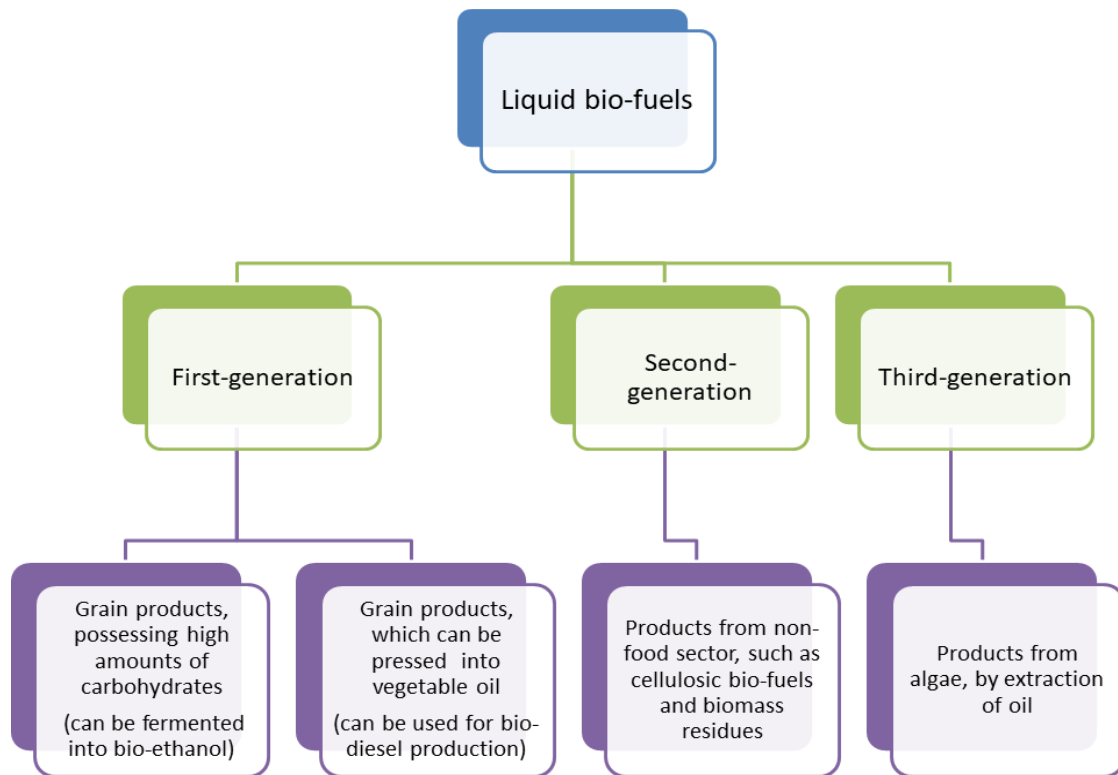 Liquid bio-fuels
First-generation
Second-
generation
Third-generation
Grain products,
possessing high
amounts of
carbohydrates
(can be fermented
into bio-ethanol)
Grain products,
which can be
pressed into
vegetable oil
(can be used for bio-
diesel production)
Products from non-
food sector, such as
cellulosic bio-fuels
and biomass
residues
Products from
algae, by extraction
of oil